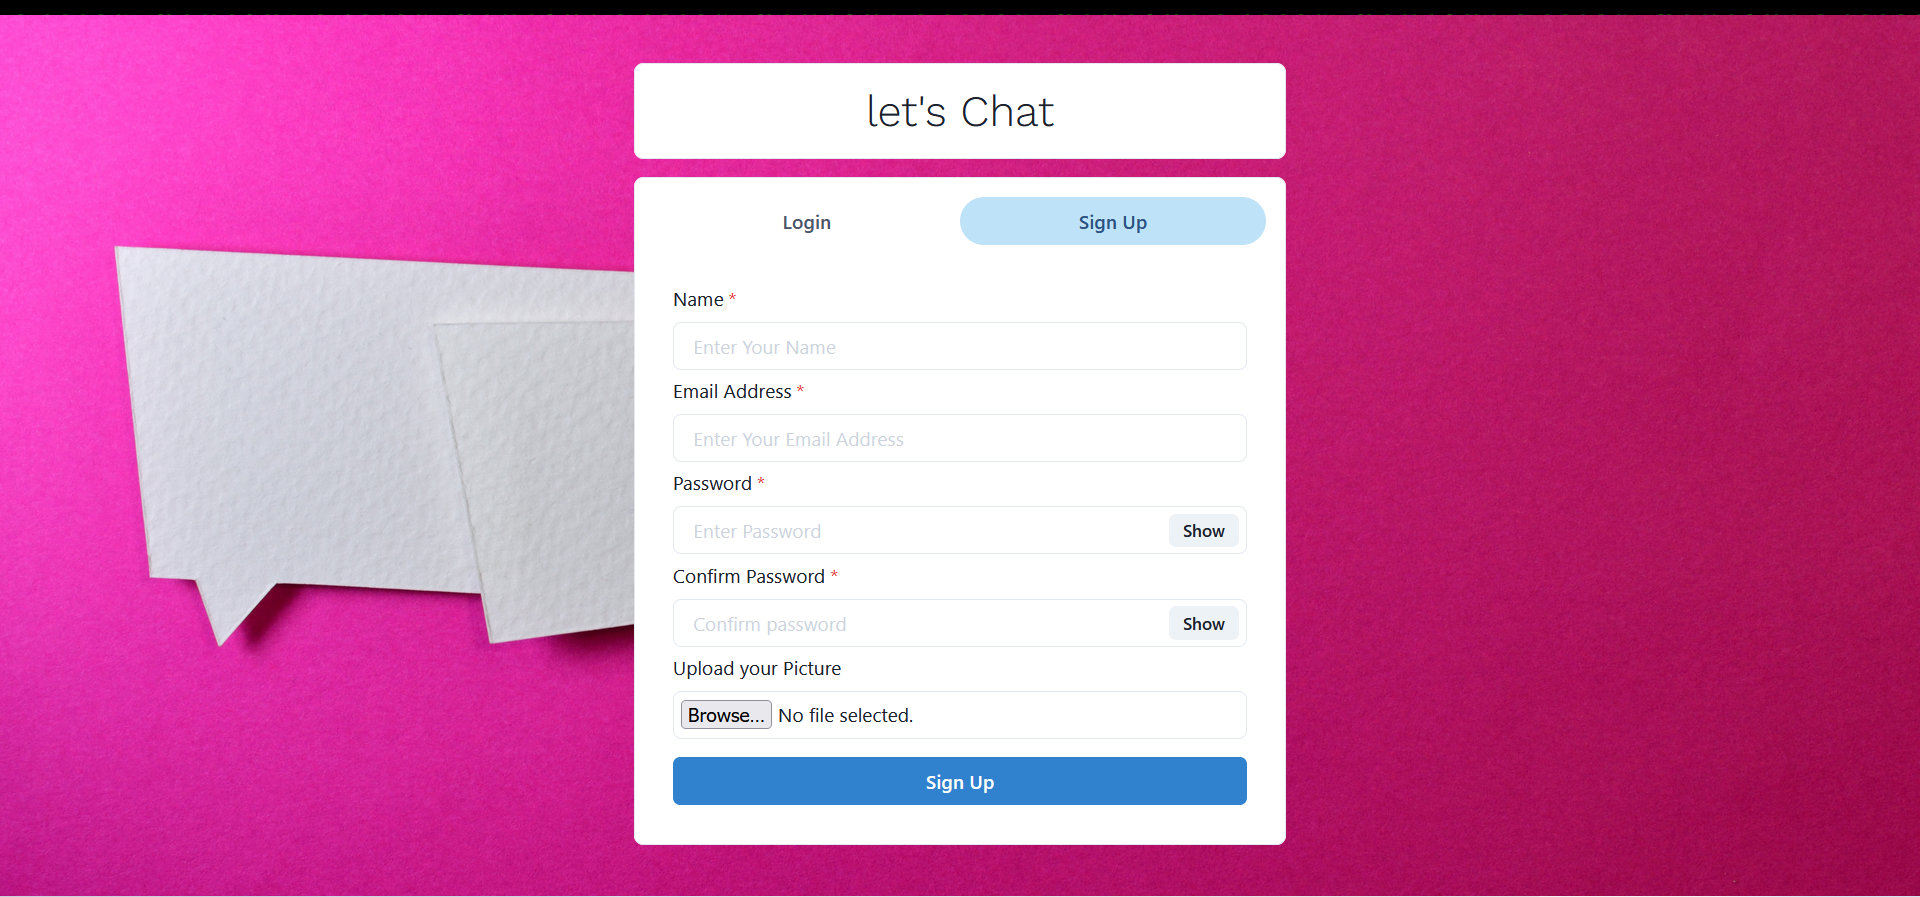 let's Chat
Login
Sign Up
Name *
Enter Your Name
Email Address *
Enter Your Email Address
Password *
Enter Password
Show
Confirm Password *
Confirm password
Show
Upload your Picture
Browse... No file selected.
Sign Up